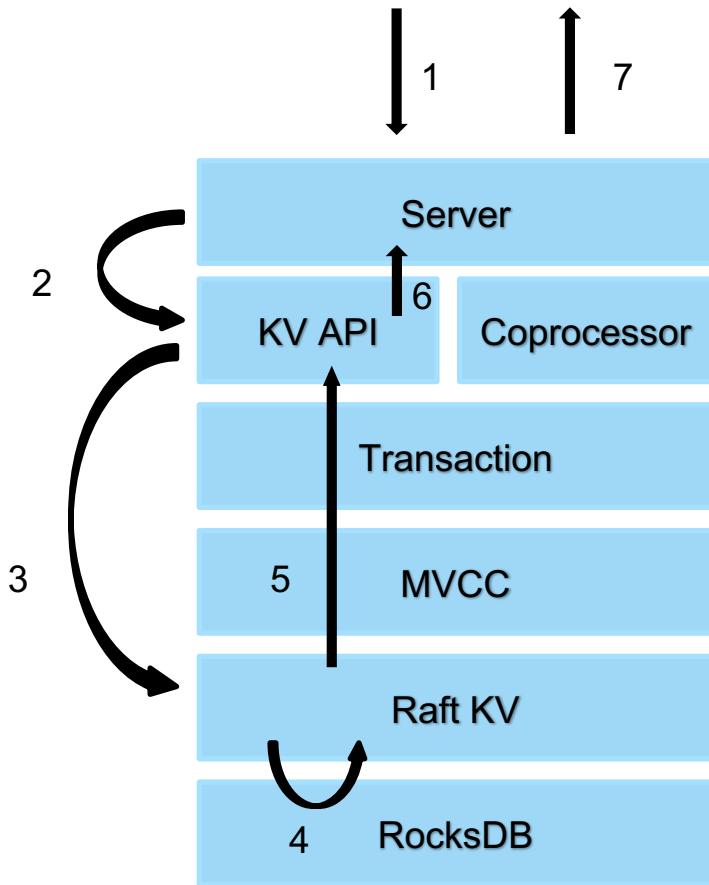 1
7
Server
2
6
KV API
Coprocessor
Transaction
3
5
MVCC
Raft KV
4
RocksDB